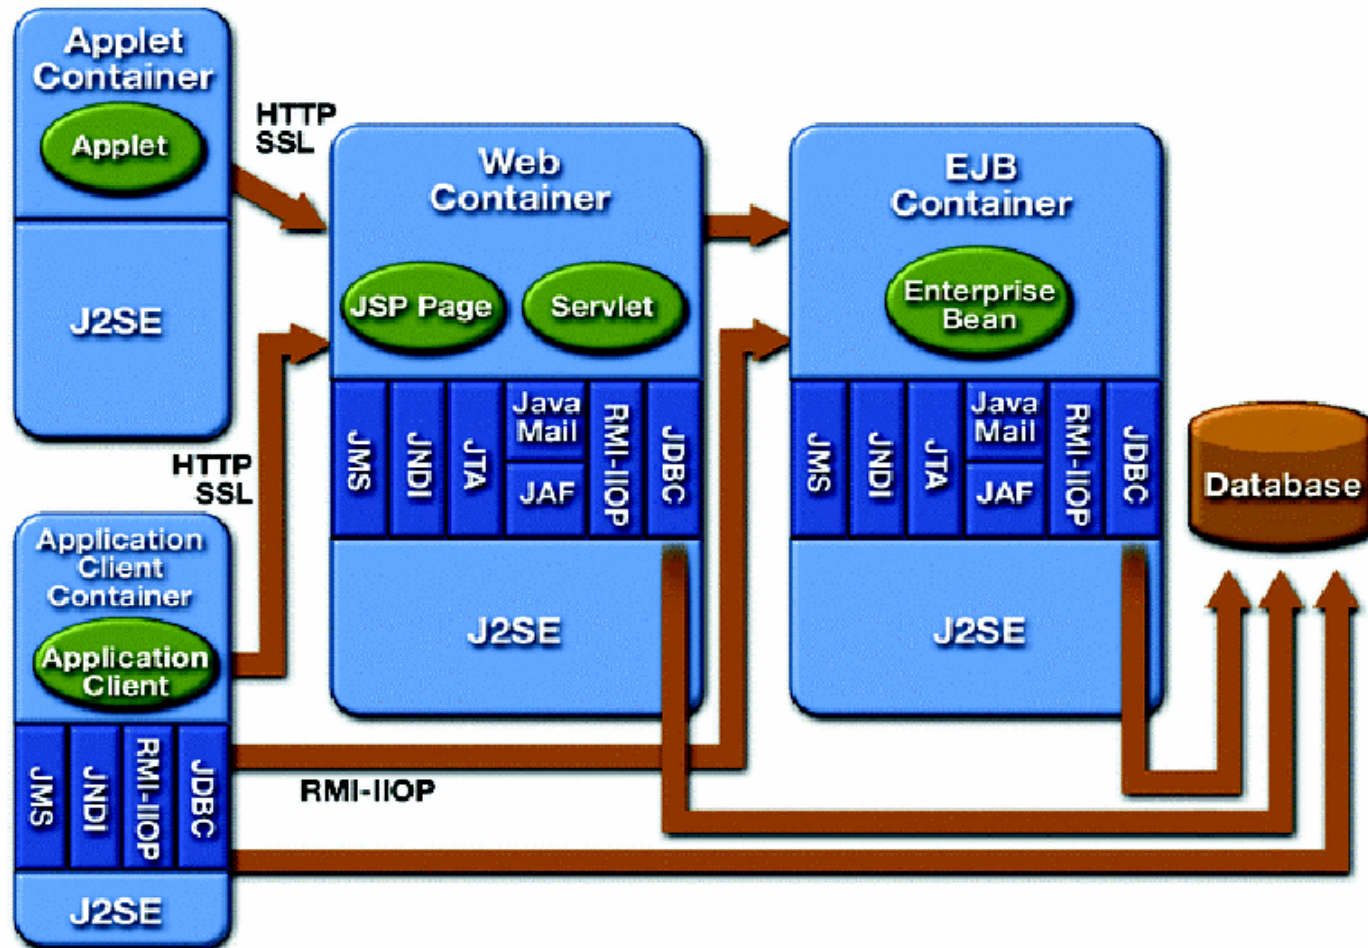 Applet
Container
Applet
J2SE
HTTP
SSL
Web
Container
JSP Page
Servlet
JMS
JNDI
JTA
Java
Mail
JAF
RMI-IIOP
JDBC
J2SE
EJB
Container
Enterprise
Bean
JMS
JNDI
JTA
Java
Mail
JAF
RMI-IIOP
JDBC
J2SE
Database
HTTP
SSL
Application
Client
Container
Application
Client
JMS
JNDI
RMI-IIOP
JDBC
J2SE
RMI-IIOP